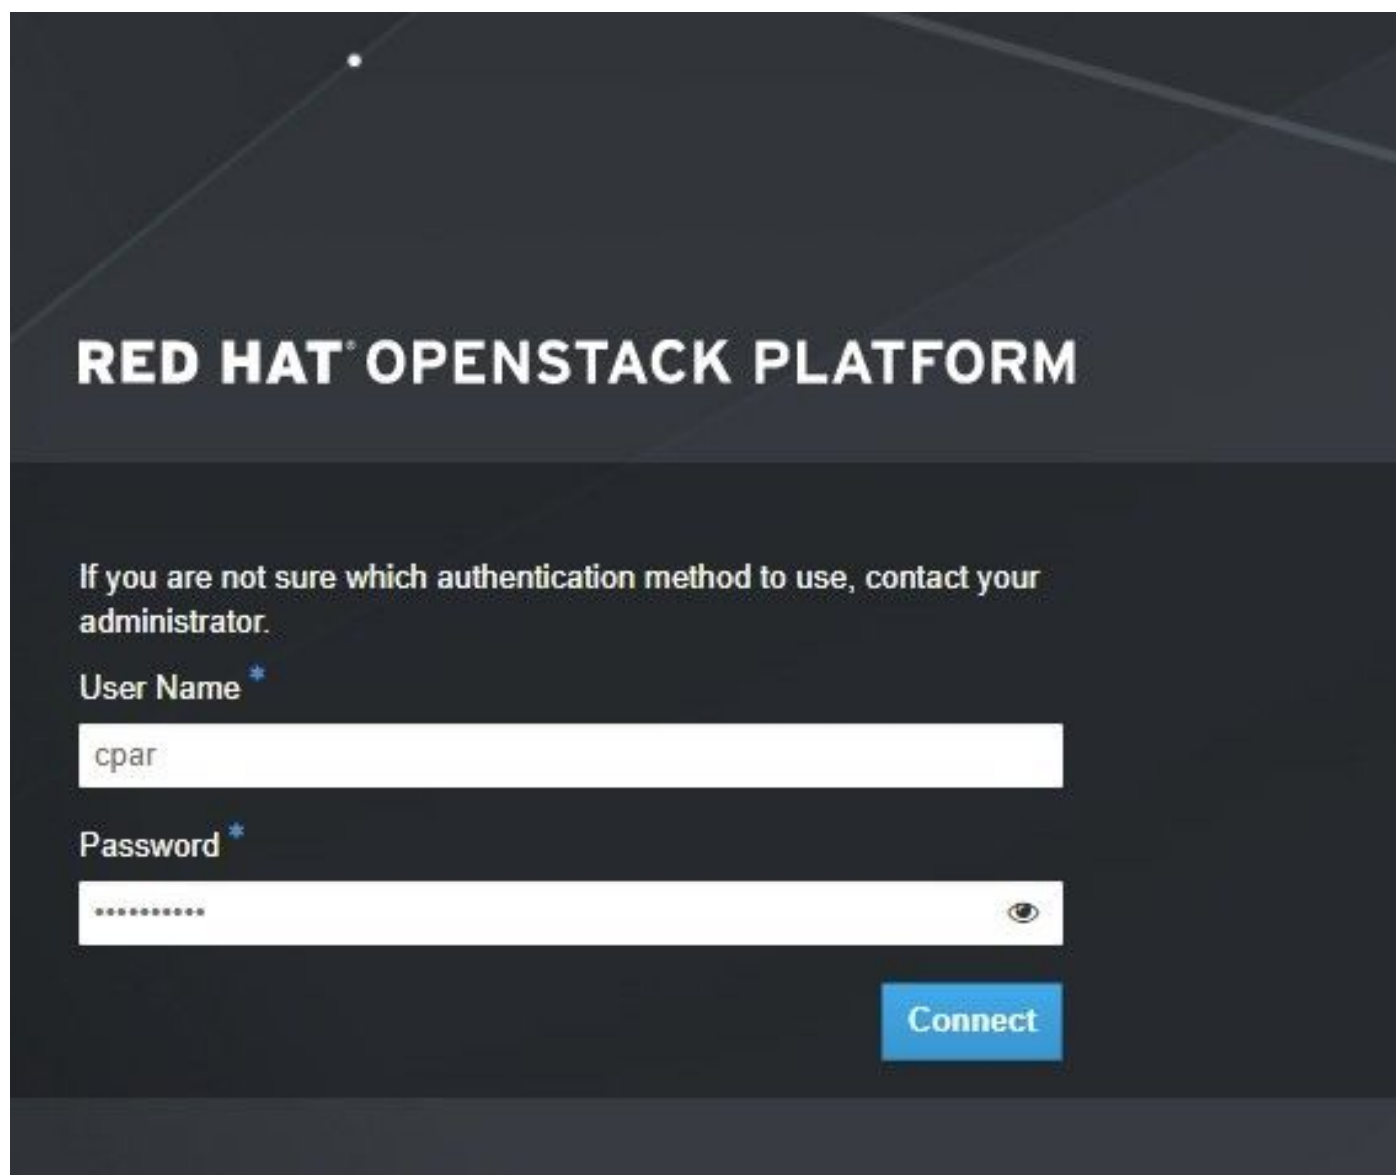 RED HAT® OPENSTACK PLATFORM
If you are not sure which authentication method to use, contact your
administrator.
User Name *
cpar
Password *
••••••••••
Connect